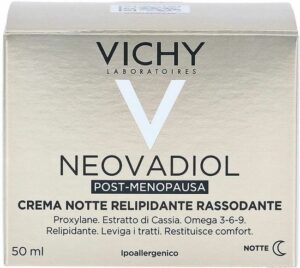 VICHY
LABORATOIRES
V
NEOVADIOL
POST-MENOPAUSA
CREMA NOTTE RELIPIDANTE RASSODANTE
Proxylane. Estratto di Cassia. Omega 3-6-9.
Relipidante. Leviga i tratti. Restituisce comfort.
NOTTE
50 ml
Ipoallergenico